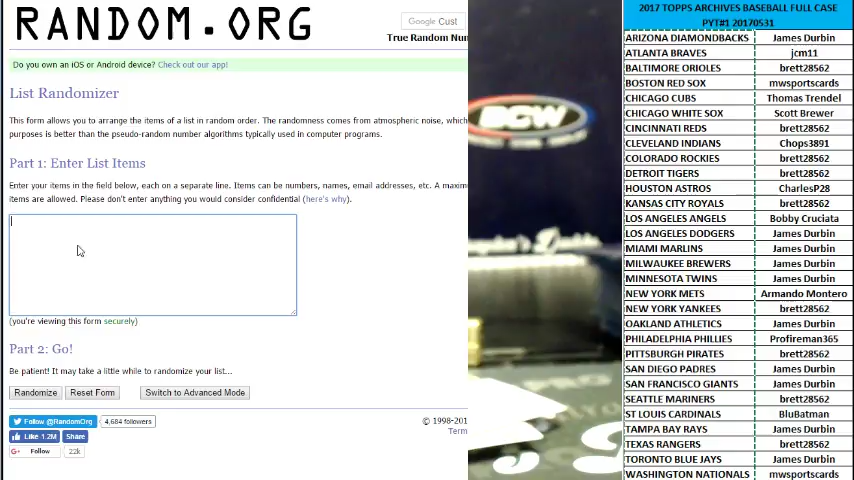 RANDOM.ORG
Google Cust
True Random Num
Do you own an iOS or Android device? Check out our app!
List Randomizer
This form allows you to arrange the items of a list in random order. The randomness comes from atmospheric noise, which
purposes is better than the pseudo-random number algorithms typically used in computer programs.
Part 1: Enter List Items
Enter your items in the field below, each on a separate line. Items can be numbers, names, email addresses, etc. A maxim
items are allowed. Please don't enter anything you would consider confidential (here's why).
(you're viewing this form securely)
Part 2: Go!
Be patient! It may take a little while to randomize your list...
Randomize Reset Form Switch to Advanced Mode
Follow @RandomOrg 4,684 followers
© 1998-201
Like 1.2M Share
Term
G+ Follow 22k
BCW
2017 TOPPS ARCHIVES BASEBALL FULL CASE
PYT#1 20170531
ARIZONA DIAMONDBACKS James Durbin
ATLANTA BRAVES jcm11
BALTIMORE ORIOLES brett28562
BOSTON RED SOX mwsportscards
CHICAGO CUBS Thomas Trendel
CHICAGO WHITE SOX Scott Brewer
CINCINNATI REDS brett28562
CLEVELAND INDIANS Chops3891
COLORADO ROCKIES brett28562
DETROIT TIGERS brett28562
HOUSTON ASTROS CharlesP28
KANSAS CITY ROYALS brett28562
LOS ANGELES ANGELS Bobby Cruciata
LOS ANGELES DODGERS James Durbin
MIAMI MARLINS James Durbin
MILWAUKEE BREWERS James Durbin
MINNESOTA TWINS James Durbin
NEW YORK METS Armando Montero
NEW YORK YANKEES brett28562
OAKLAND ATHLETICS James Durbin
PHILADELPHIA PHILLIES Profireman365
PITTSBURGH PIRATES brett28562
SAN DIEGO PADRES James Durbin
SAN FRANCISCO GIANTS James Durbin
SEATTLE MARINERS brett28562
ST LOUIS CARDINALS BluBatman
TAMPA BAY RAYS James Durbin
TEXAS RANGERS brett28562
TORONTO BLUE JAYS James Durbin
WASHINGTON NATIONALS mwsportscards